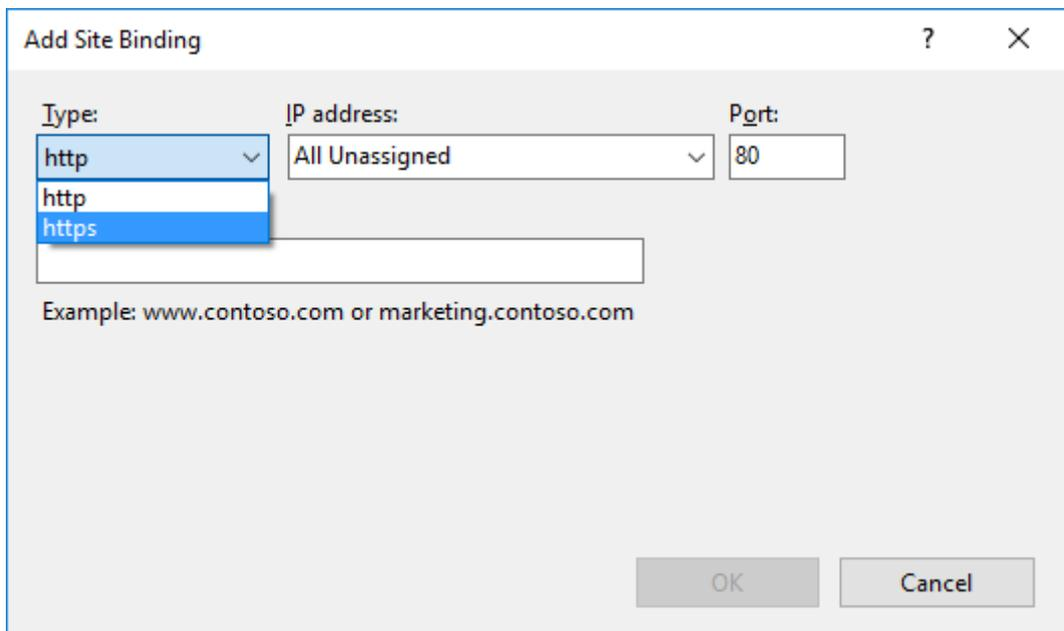 Add Site Binding ?
Type: IP address: Port:
http All Unassigned 80
http
https
Example: www.contoso.com or marketing.contoso.com
OK Cancel